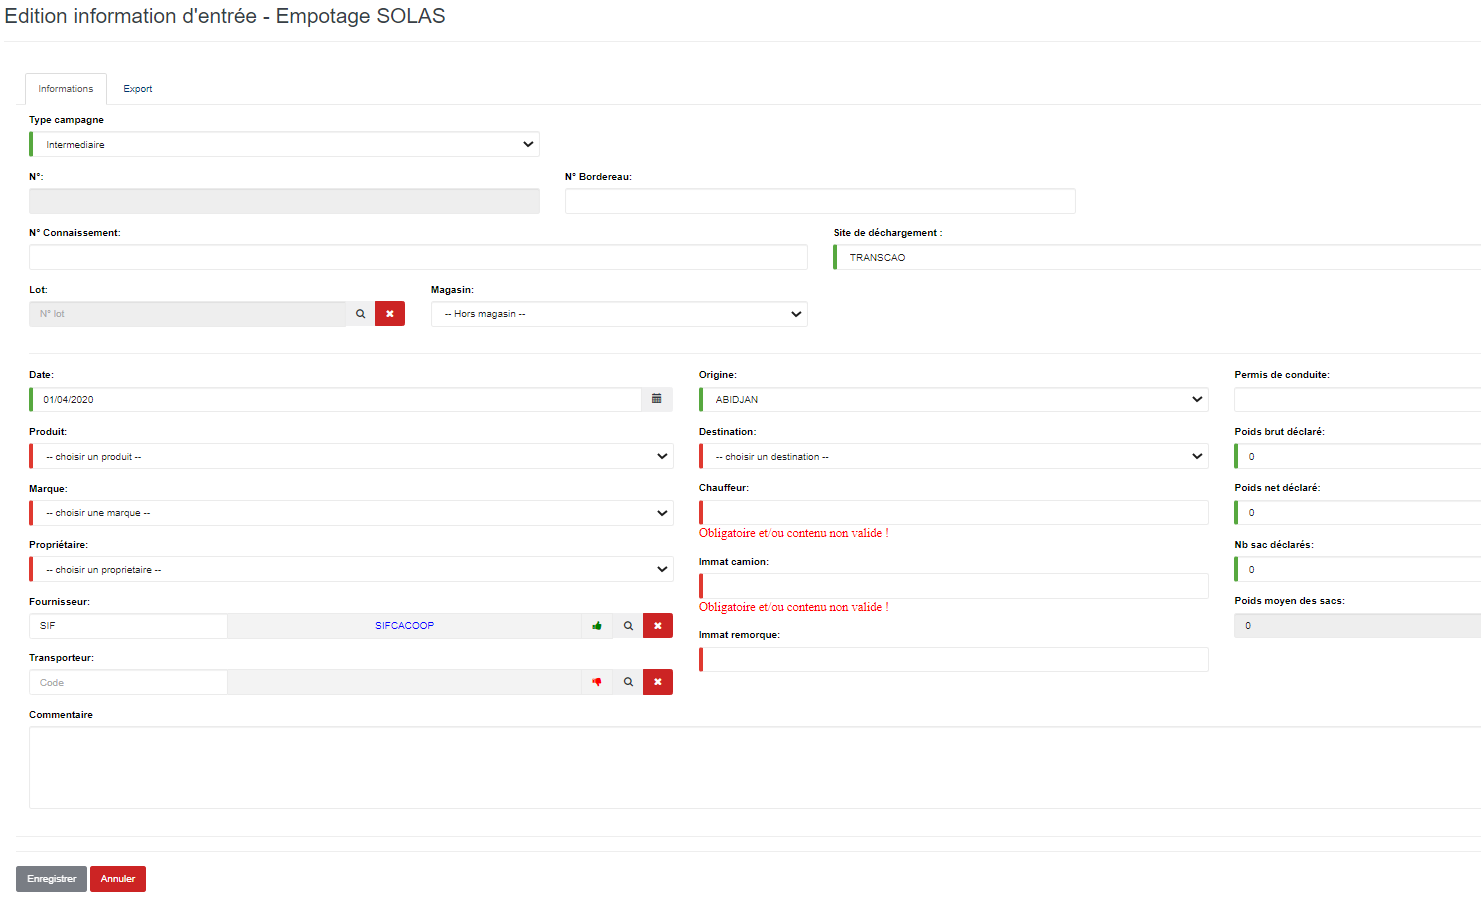 Edition information d'entrée - Empotage SOLAS
Informations Export
Type campagne
Intermediaire
N°: N° Bordereau:
N° Connaissement: Site de déchargement :
TRANSCAO
Lot: Magasin:
N° lot -- Hors magasin --
Date: Origine: Permis de conduite:
01/04/2020 ABIDJAN
Produit: Destination: Poids brut déclaré:
-- choisir un produit -- -- choisir un destination -- 0
Marque: Chauffeur: Poids net déclaré:
-- choisir une marque -- 0
Obligatoire et/ou contenu non valide !
Propriétaire: Nb sac déclarés:
-- choisir un proprietaire -- Immat camion: 0
Fournisseur: Obligatoire et/ou contenu non valide ! Poids moyen des sacs:
SIF SIFCACOOP 0
Immat remorque:
Transporteur:
Code
Commentaire
Enregistrer Annuler